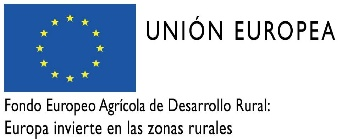 UNIÓN EUROPEA
Fondo Europeo Agrícola de Desarrollo Rural:
Europa invierte en las zonas rurales